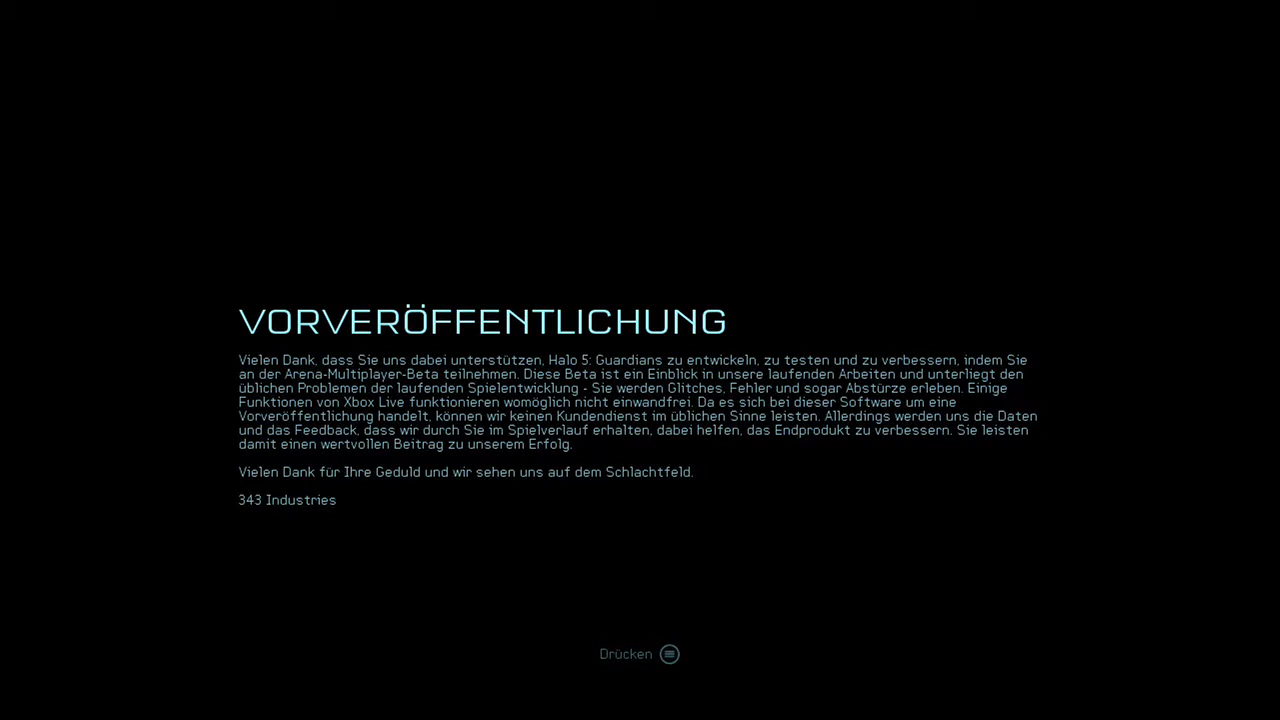 VORVERÖFFENTLICHUNG
Vielen Dank, dass Sie uns dabei unterstützen, Halo 5: Guardians zu entwickeln, zu testen und zu verbessern, indem Sie
an der Arena-Multiplayer-Beta teilnehmen. Diese Beta ist ein Einblick in unsere laufenden Arbeiten und unterliegt den
üblichen Problemen der laufenden Spielentwicklung - Sie werden Glitches, Fehler und sogar Abstürze erleben. Einige
Funktionen von Xbox Live funktionieren womöglich nicht einwandfrei. Da es sich bei dieser Software um eine
Vorveröffentlichung handelt, können wir keinen Kundendienst im üblichen Sinne leisten. Allerdings werden uns die Daten
und das Feedback, dass wir durch Sie im Spielverlauf erhalten, dabei helfen, das Endprodukt zu verbessern. Sie leisten
damit einen wertvollen Beitrag zu unserem Erfolg.
Vielen Dank für Ihre Geduld und wir sehen uns auf dem Schlachtfeld.
343 Industries
Drücken